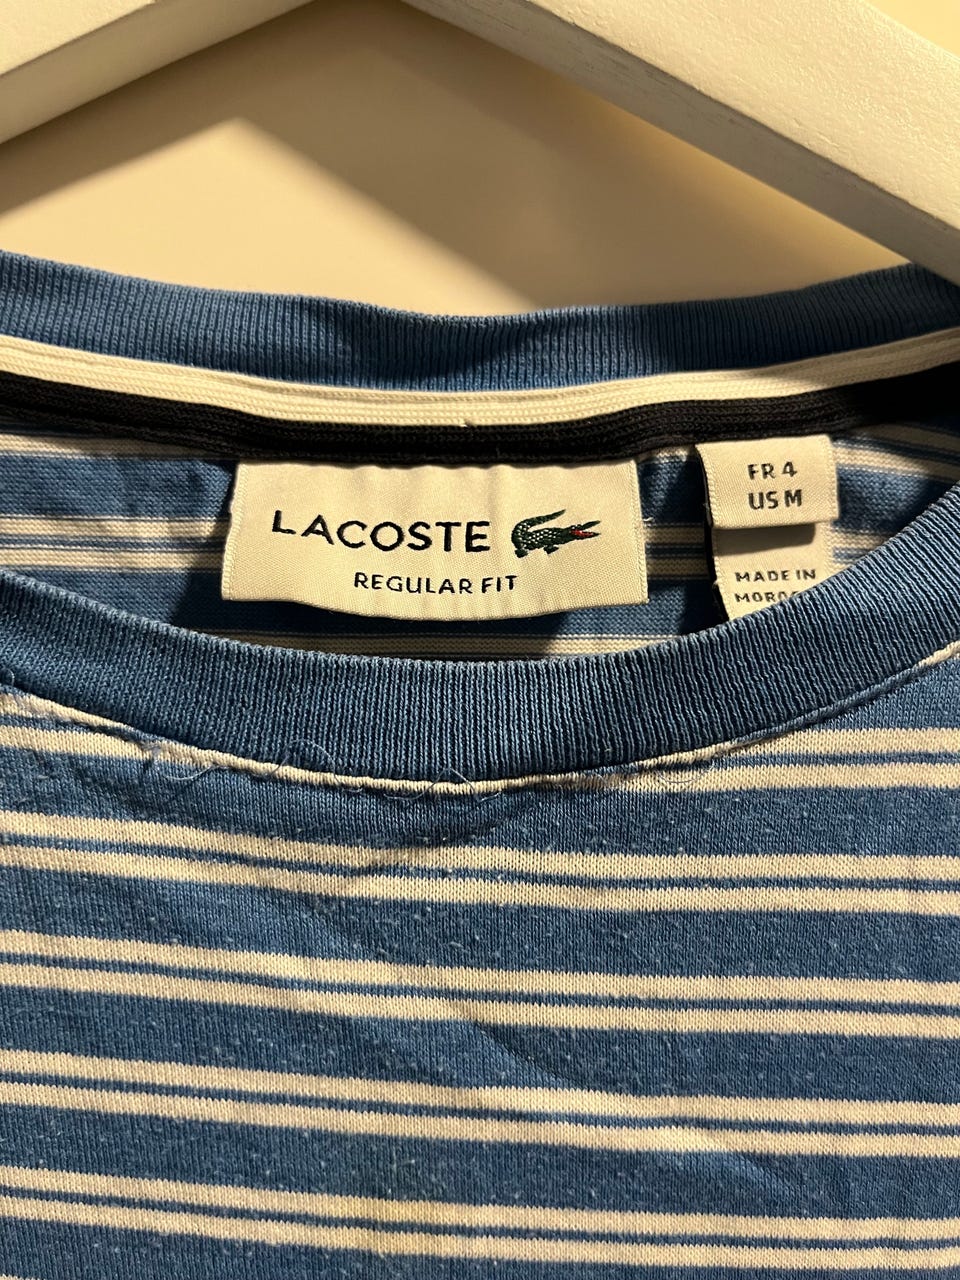 LACOSTE
REGULAR FIT
FR 4
US M
MADE IN